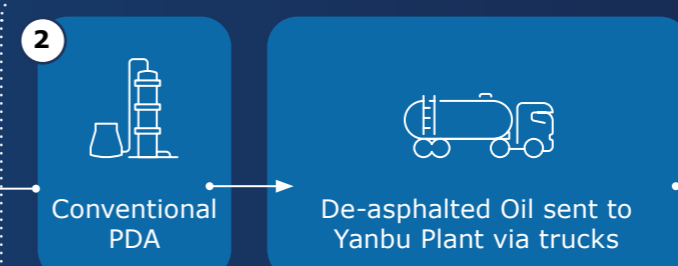 2
Conventional
PDA
De-asphalted Oil sent to
Yanbu Plant via trucks